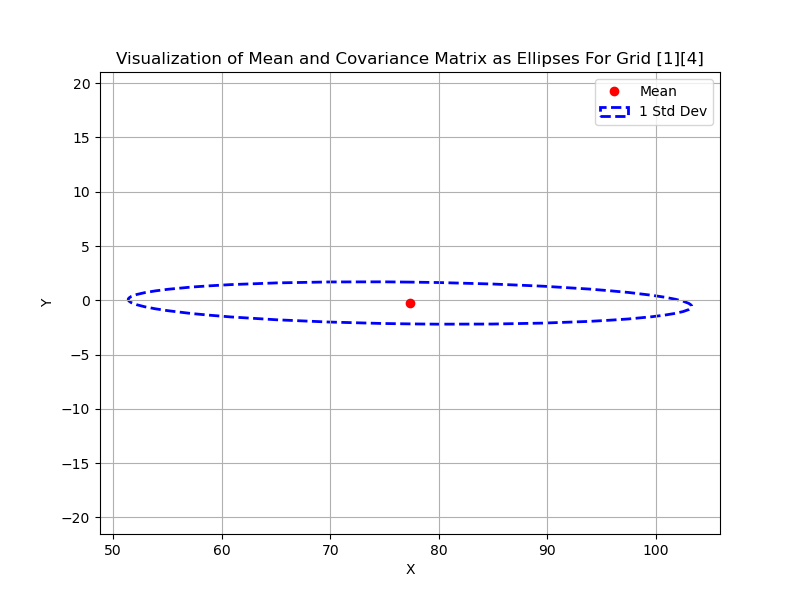 Visualization of Mean and Covariance Matrix as Ellipses For Grid [1][4]
Mean
1 Std Dev
20
15
10
5
0
−5
−10
−15
−20
Y
50 60 70 80 90 100
X